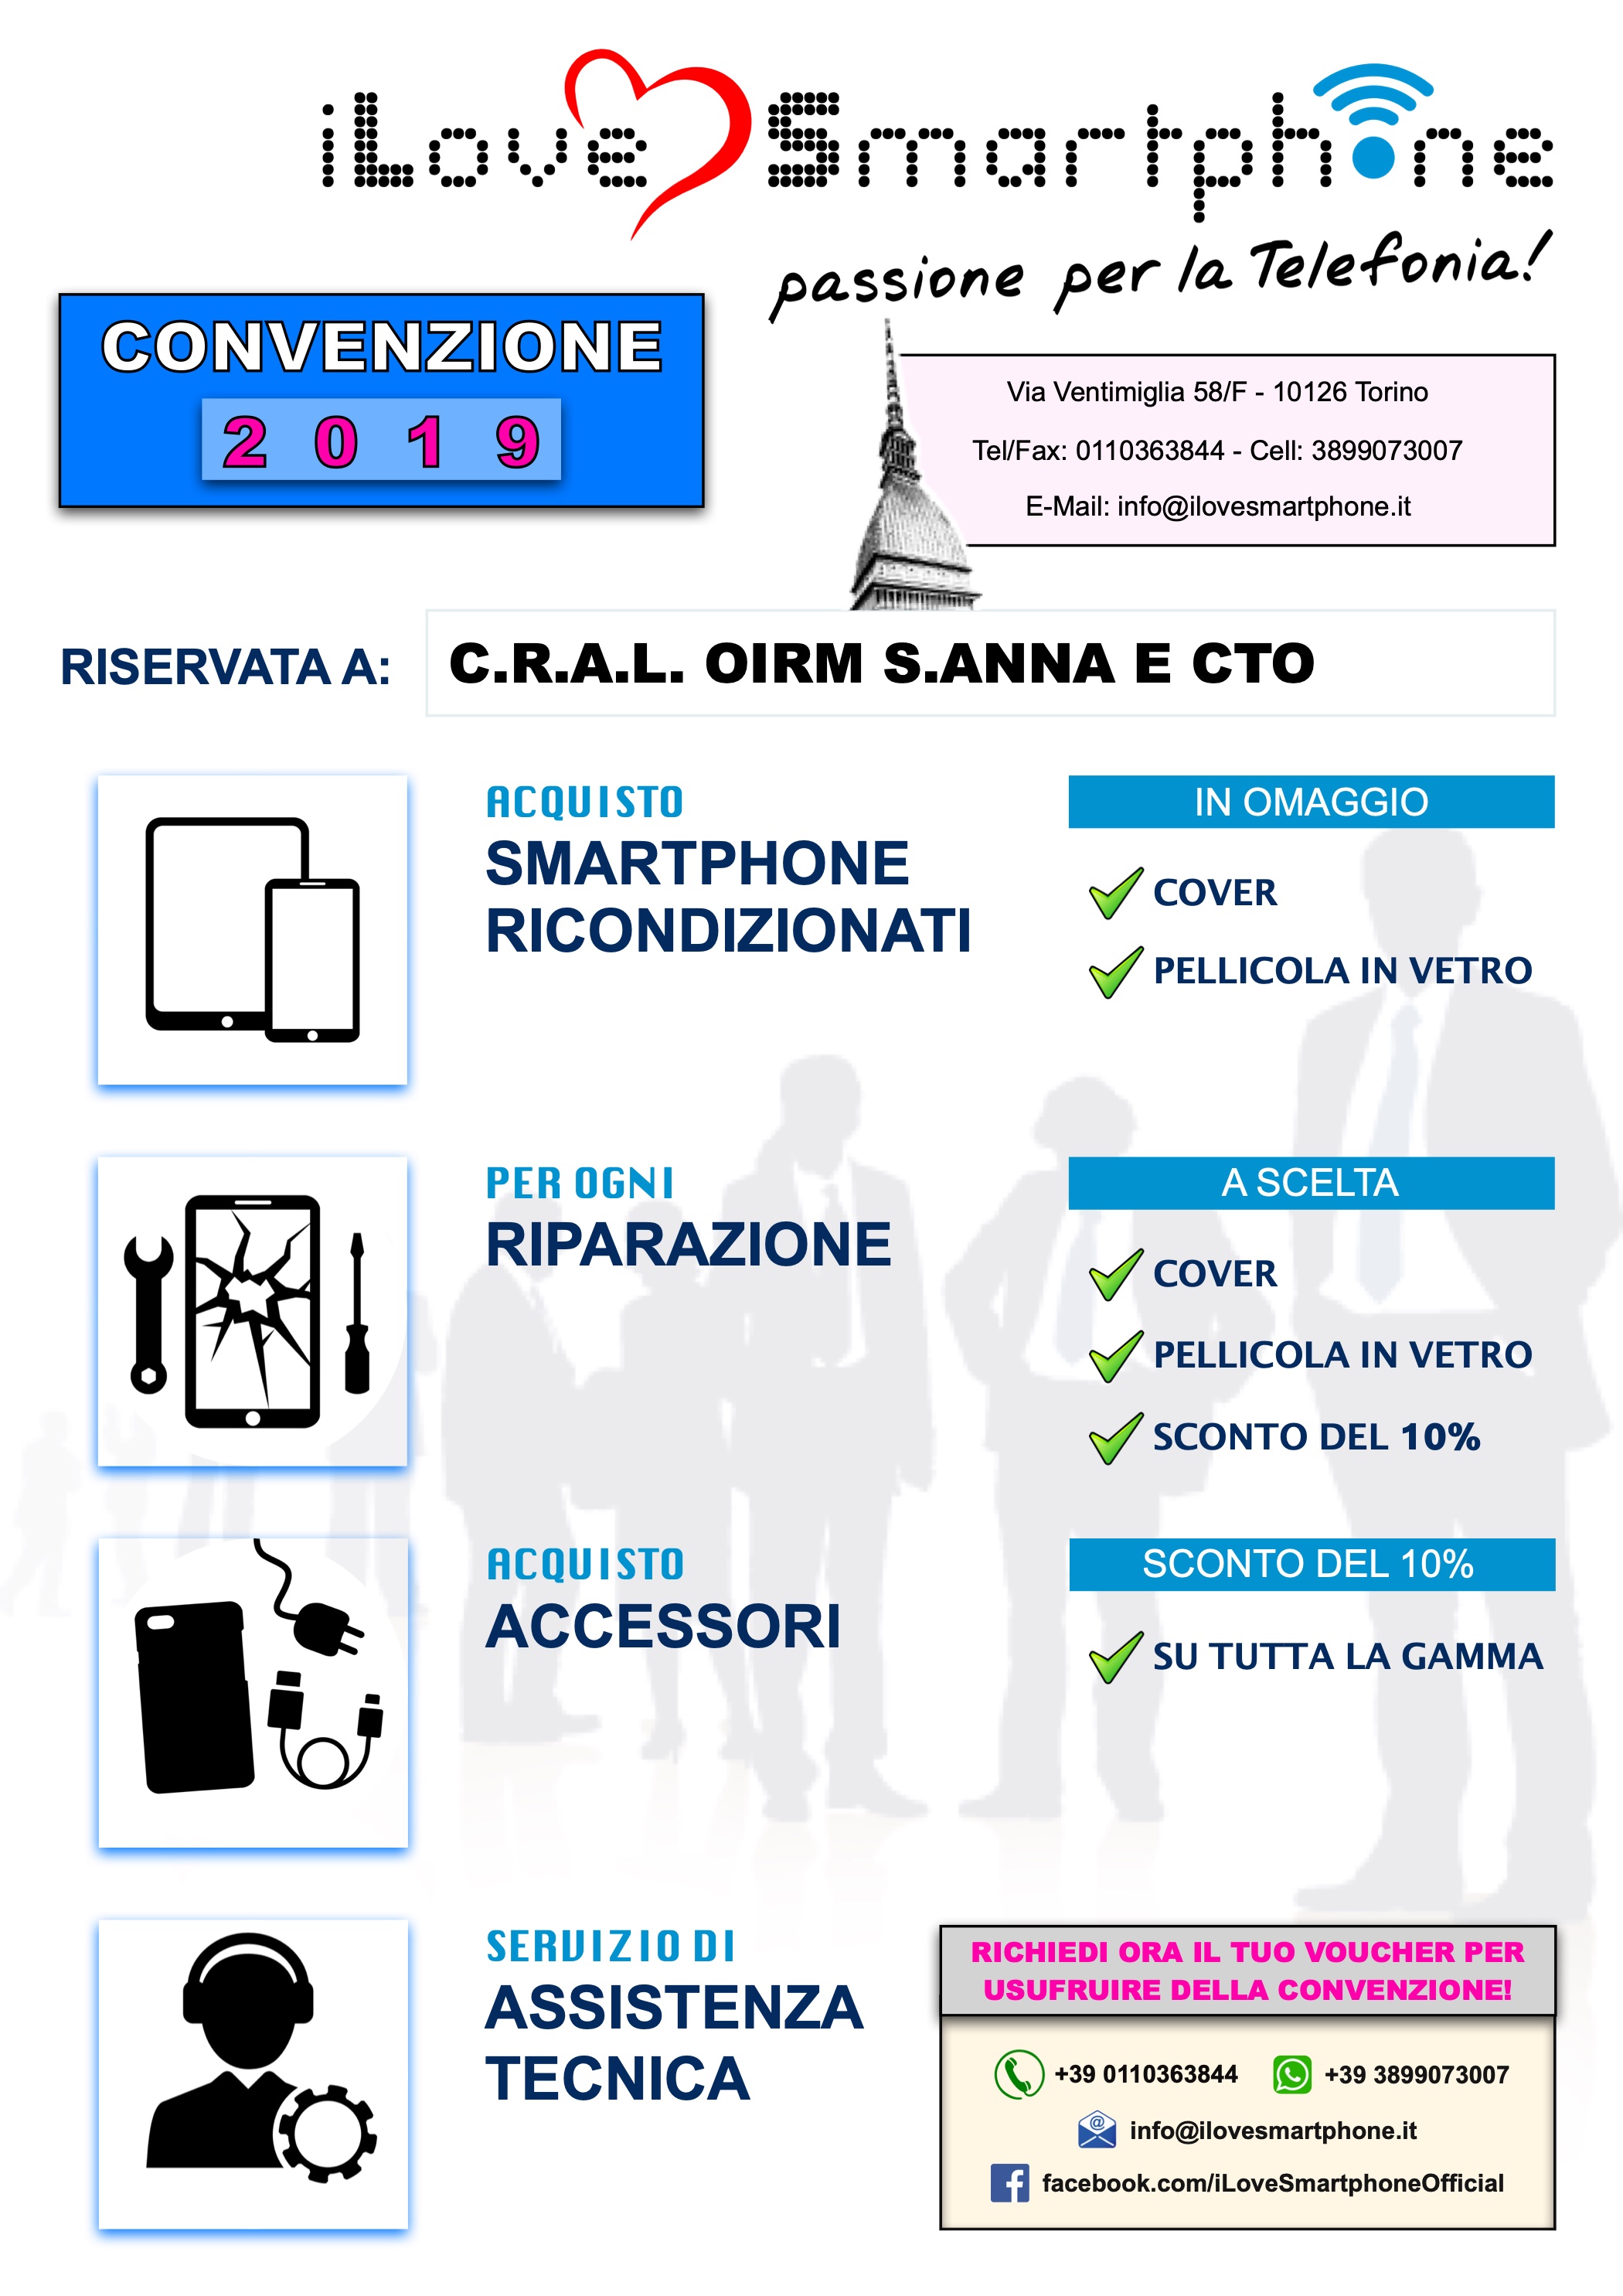 iLove Smartphone
passione per la Telefonia!
CONVENZIONE
2019
Via Ventimiglia 58/F - 10126 Torino
Tel/Fax: 0110363844 - Cell: 3899073007
E-Mail: info@ilovesmartphone.it
RISERVATA A:
C.R.A.L. OIRM S.ANNA E CTO
ACQUISTO
SMARTPHONE
RICONDIZIONATI
IN OMAGGIO
COVER
PELLICOLA IN VETRO
PER OGNI
RIPARAZIONE
A SCELTA
COVER
PELLICOLA IN VETRO
SCONTO DEL 10%
ACQUISTO
ACCESSORI
SCONTO DEL 10%
SU TUTTA LA GAMMA
SERVIZIO DI
ASSISTENZA
TECNICA
RICHIEDI ORA IL TUO VOUCHER PER
USUFRUIRE DELLA CONVENZIONE!
+39 0110363844
+39 3899073007
info@ilovesmartphone.it
facebook.com/iLoveSmartphoneOfficial